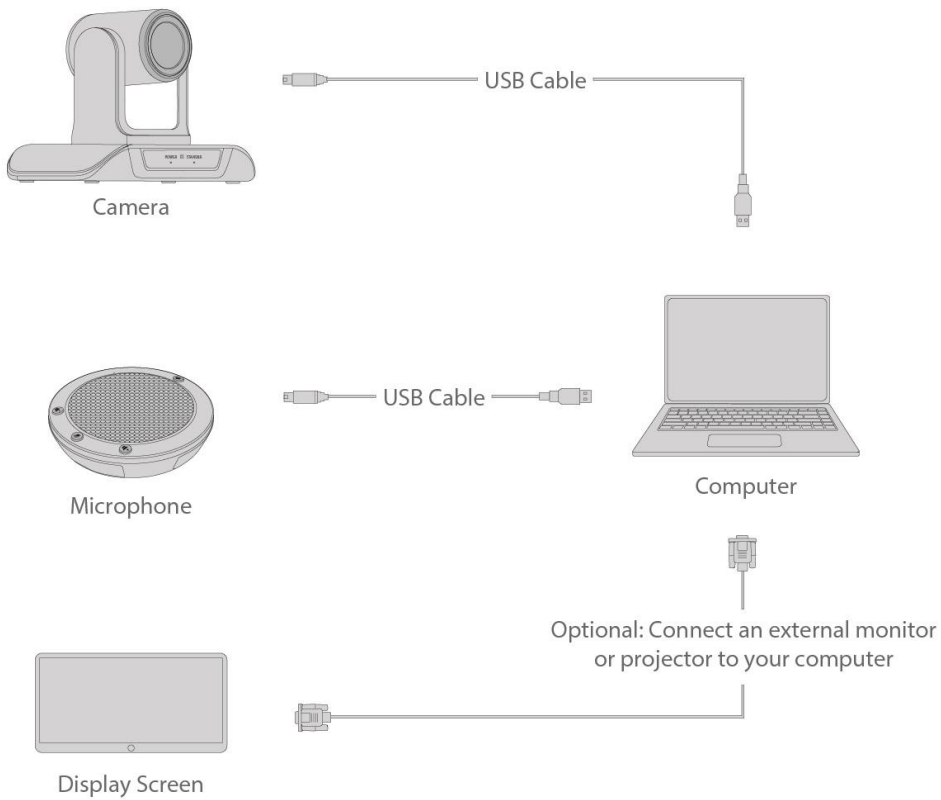 USB Cable
Camera
USB Cable
Microphone
Computer
Optional: Connect an external monitor
or projector to your computer
Display Screen